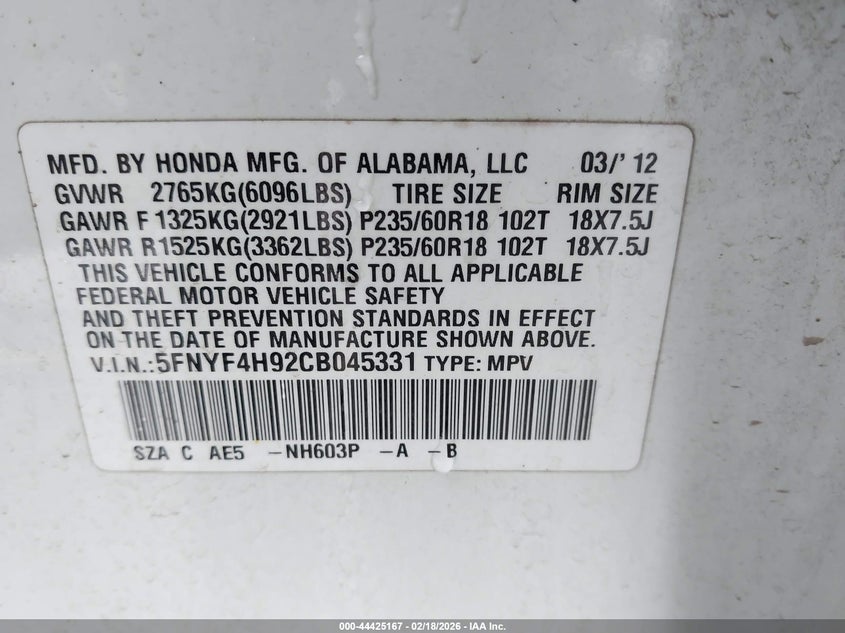 MFD. BY HONDA MFG. OF ALABAMA, LLC 03/' 12
GVWR 2765KG(6096LBS) TIRE SIZE RIM SIZE
GAWR F 1325KG(2921LBS) P235/60R18 102T 18X7.5J
GAWR R1525KG(3362LBS) P235/60R18 102T 18X7.5J
THIS VEHICLE CONFORMS TO ALL APPLICABLE
FEDERAL MOTOR VEHICLE SAFETY
AND THEFT PREVENTION STANDARDS IN EFFECT
ON THE DATE OF MANUFACTURE SHOWN ABOVE.
V.I.N.:5FNYF4H92CB045331 TYPE: MPV
SZA C AE5 -NH603P -A -B
000-44425167 - 02/18/2026 - IAA Inc.